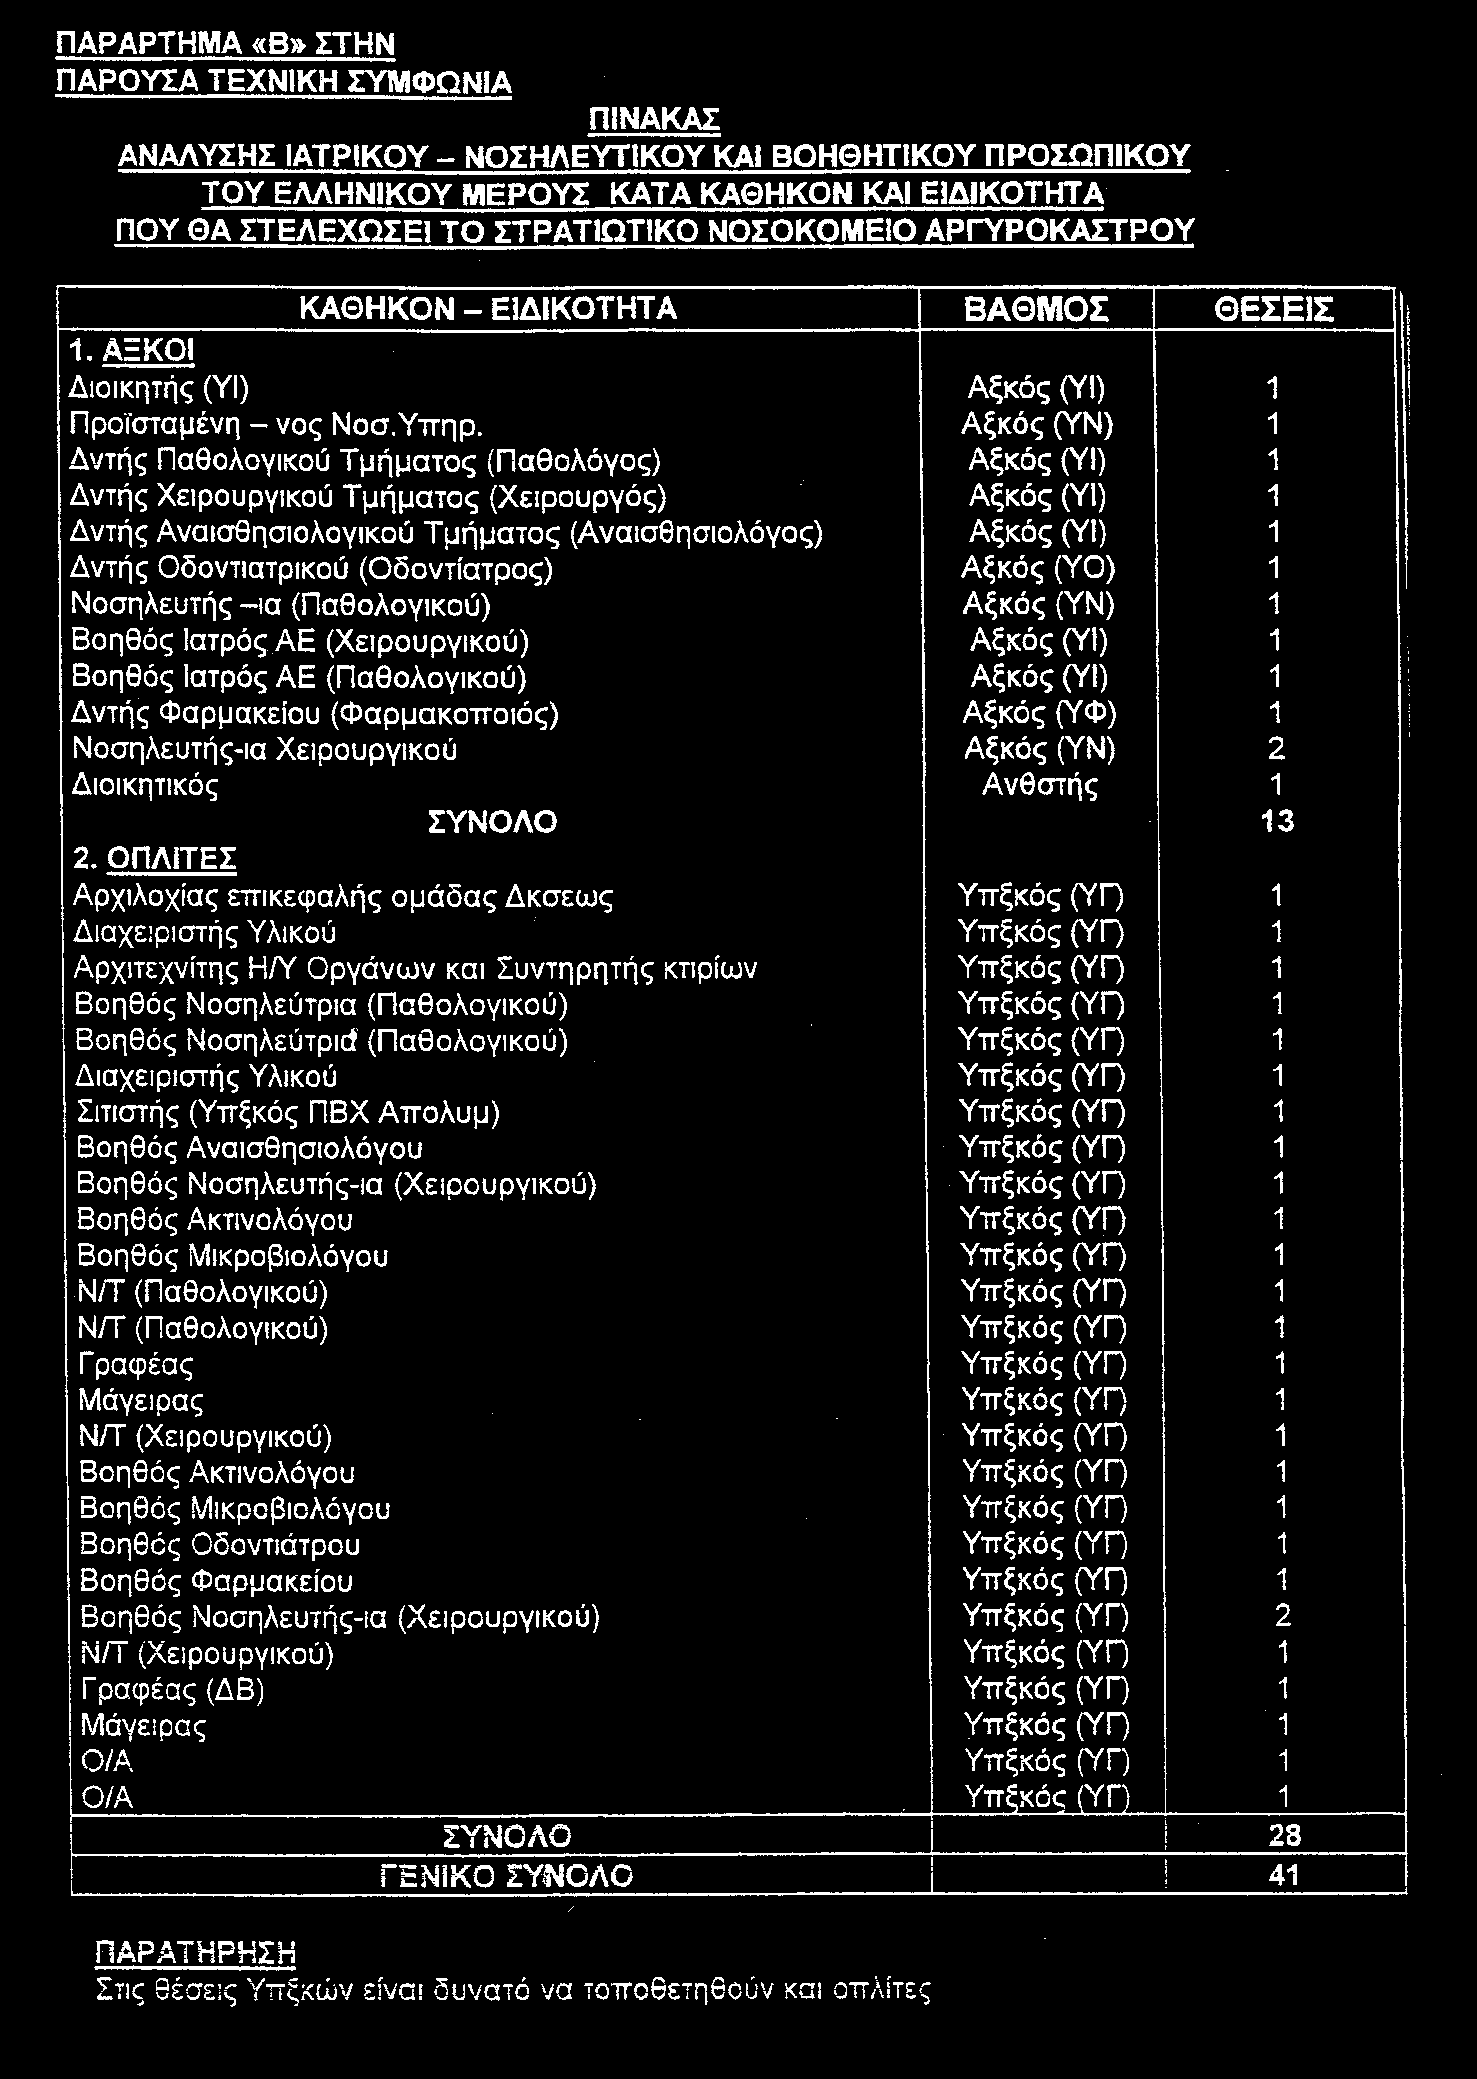 ΠΑΡΑΡΤΗΜΑ «Β» ΣΤΗΝ
ΠΑΡΟΥΣΑ ΤΕΧΝΙΚΗ ΣΥΜΦΩΝΙΑ
ΠΙΝΑΚΑΣ
ΑΝΑΛΥΣΗΣ ΙΑΤΡΙΚΟΥ – ΝΟΣΗΛΕΥΤΙΚΟΥ ΚΑΙ ΒΟΗΘΗΤΙΚΟΥ ΠΡΟΣΩΠΙΚΟΥ
ΤΟΥ ΕΛΛΗΝΙΚΟΥ ΜΕΡΟΥΣ ΚΑΤΑ ΚΑΘΗΚΟΝ ΚΑΙ ΕΙΔΙΚΟΤΗΤΑ
ΠΟΥ ΘΑ ΣΤΕΛΕΧΩΣΕΙ ΤΟ ΣΤΡΑΤΙΩΤΙΚΟ ΝΟΣΟΚΟΜΕΙΟ ΑΡΓΥΡΟΚΑΣΤΡΟΥ
ΚΑΘΗΚΟΝ – ΕΙΔΙΚΟΤΗΤΑ ΒΑΘΜΟΣ ΘΕΣΕΙΣ
1. ΑΞΚΟΙ
Διοικητής (ΥΙ) Αξκός (ΥΙ) 1
Προϊσταμένη – νος Νοσ.Υπηρ. Αξκός (ΥΝ) 1
Δντής Παθολογικού Τμήματος (Παθολόγος) Αξκός (ΥΙ) 1
Δντής Χειρουργικού Τμήματος (Χειρουργός) Αξκός (ΥΙ) 1
Δντής Αναισθησιολογικού Τμήματος (Αναισθησιολόγος) Αξκός (ΥΙ) 1
Δντής Οδοντιατρικού (Οδοντίατρος) Αξκός (ΥΟ) 1
Νοσηλευτής –ια (Παθολογικού) Αξκός (ΥΝ) 1
Βοηθός Ιατρός ΑΕ (Χειρουργικού) Αξκός (ΥΙ) 1
Βοηθός Ιατρός ΑΕ (Παθολογικού) Αξκός (ΥΙ) 1
Δντής Φαρμακείου (Φαρμακοποιός) Αξκός (ΥΦ) 1
Νοσηλευτής-ια Χειρουργικού Αξκός (ΥΝ) 2
Διοικητικός Ανθστής 1
ΣΥΝΟΛΟ 13
2. ΟΠΛΙΤΕΣ
Αρχιλοχίας επικεφαλής ομάδας Δκσεως Υπξκός (ΥΓ) 1
Διαχειριστής Υλικού Υπξκός (ΥΓ) 1
Αρχιτεχνίτης Η/Υ Οργάνων και Συντηρητής κτιρίων Υπξκός (ΥΓ) 1
Βοηθός Νοσηλεύτρια (Παθολογικού) Υπξκός (ΥΓ) 1
Βοηθός Νοσηλεύτρια (Παθολογικού) Υπξκός (ΥΓ) 1
Διαχειριστής Υλικού Υπξκός (ΥΓ) 1
Σιτιστής (Υπξκός ΠΒΧ Απολυμ) Υπξκός (ΥΓ) 1
Βοηθός Αναισθησιολόγου Υπξκός (ΥΓ) 1
Βοηθός Νοσηλευτής-ια (Χειρουργικού) Υπξκός (ΥΓ) 1
Βοηθός Ακτινολόγου Υπξκός (ΥΓ) 1
Βοηθός Μικροβιολόγου Υπξκός (ΥΓ) 1
Ν/Τ (Παθολογικού) Υπξκός (ΥΓ) 1
Ν/Τ (Παθολογικού) Υπξκός (ΥΓ) 1
Γραφέας Υπξκός (ΥΓ) 1
Μάγειρας Υπξκός (ΥΓ) 1
Ν/Τ (Χειρουργικού) Υπξκός (ΥΓ) 1
Βοηθός Ακτινολόγου Υπξκός (ΥΓ) 1
Βοηθός Μικροβιολόγου Υπξκός (ΥΓ) 1
Βοηθός Οδοντιάτρου Υπξκός (ΥΓ) 1
Βοηθός Φαρμακείου Υπξκός (ΥΓ) 1
Βοηθός Νοσηλευτής-ια (Χειρουργικού) Υπξκός (ΥΓ) 2
Ν/Τ (Χειρουργικού) Υπξκός (ΥΓ) 1
Γραφέας (ΔΒ) Υπξκός (ΥΓ) 1
Μάγειρας Υπξκός (ΥΓ) 1
Ο/Α Υπξκός (ΥΓ) 1
Ο/Α Υπξκός (ΥΓ) 1
ΣΥΝΟΛΟ 28
ΓΕΝΙΚΟ ΣΥΝΟΛΟ 41
ΠΑΡΑΤΗΡΗΣΗ
Στις θέσεις Υπξκών είναι δυνατό να τοποθετηθούν και οπλίτες